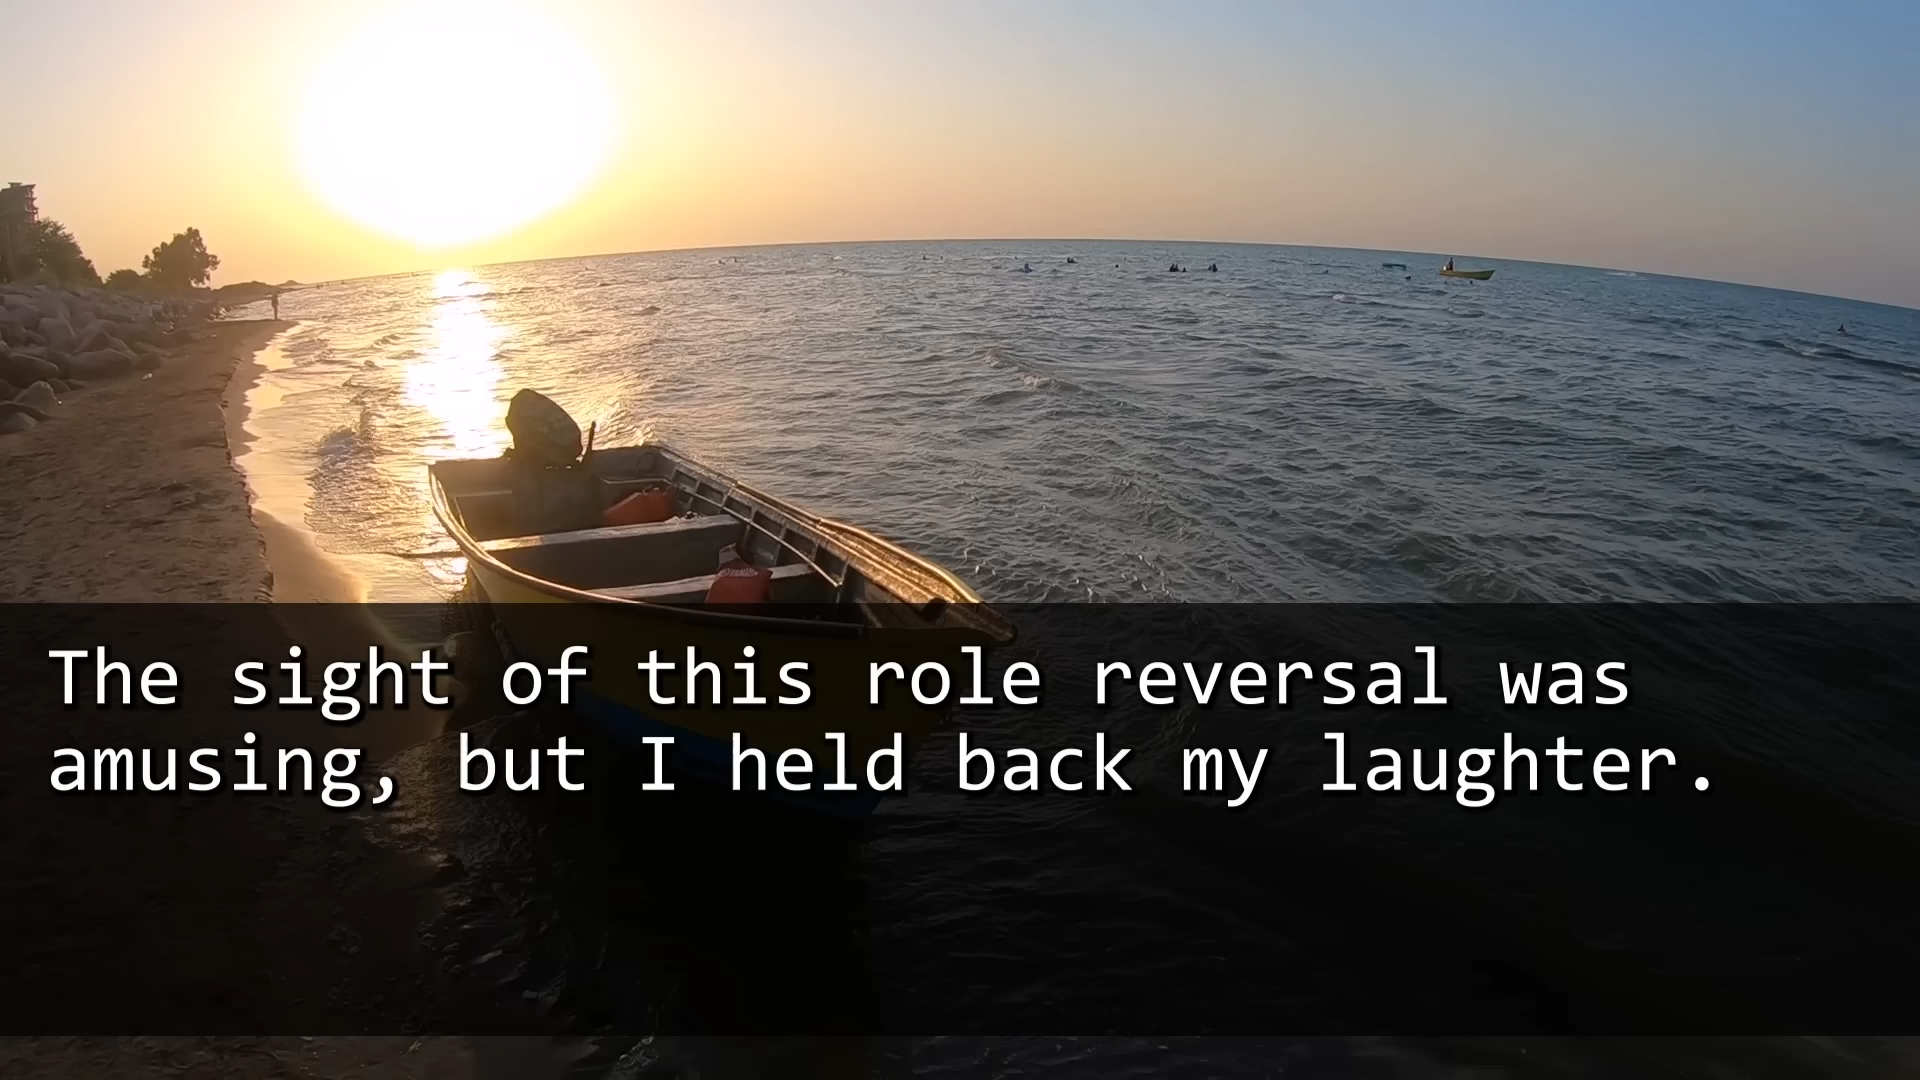 The sight of this role reversal was
amusing, but I held back my laughter.